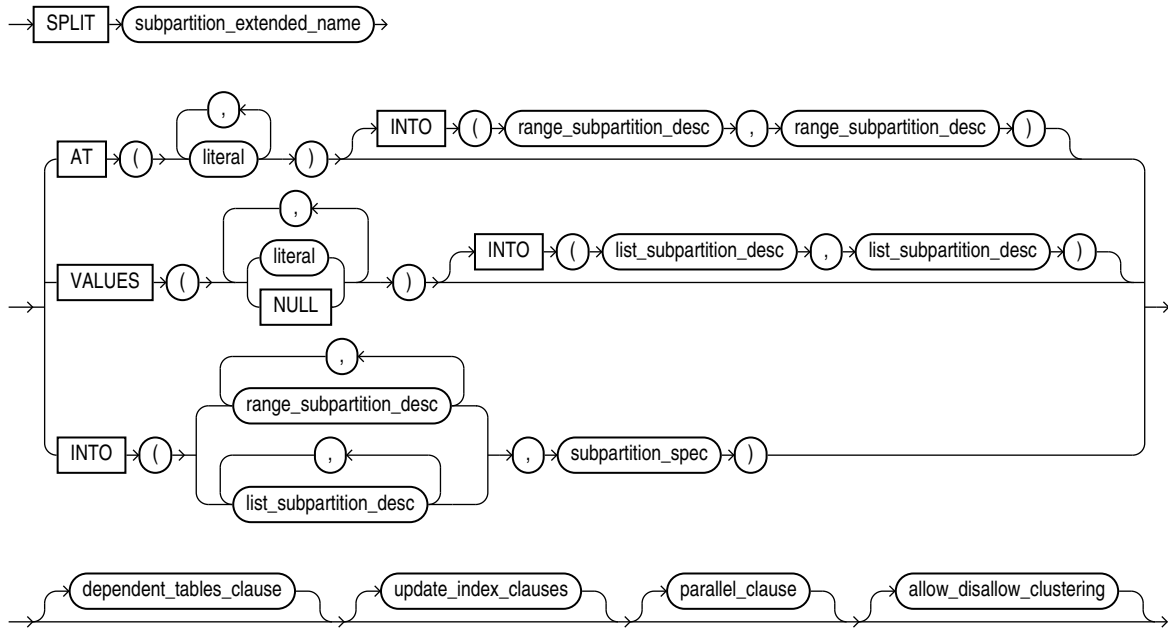 SPLIT subpartition_extended_name
,
INTO ( range_subpartition_desc , range_subpartition_desc )
AT ( literal )
,
INTO ( list_subpartition_desc , list_subpartition_desc )
literal
VALUES ( )
NULL
,
range_subpartition_desc
INTO ( , subpartition_spec )
,
list_subpartition_desc
dependent_tables_clause update_index_clauses parallel_clause allow_disallow_clustering